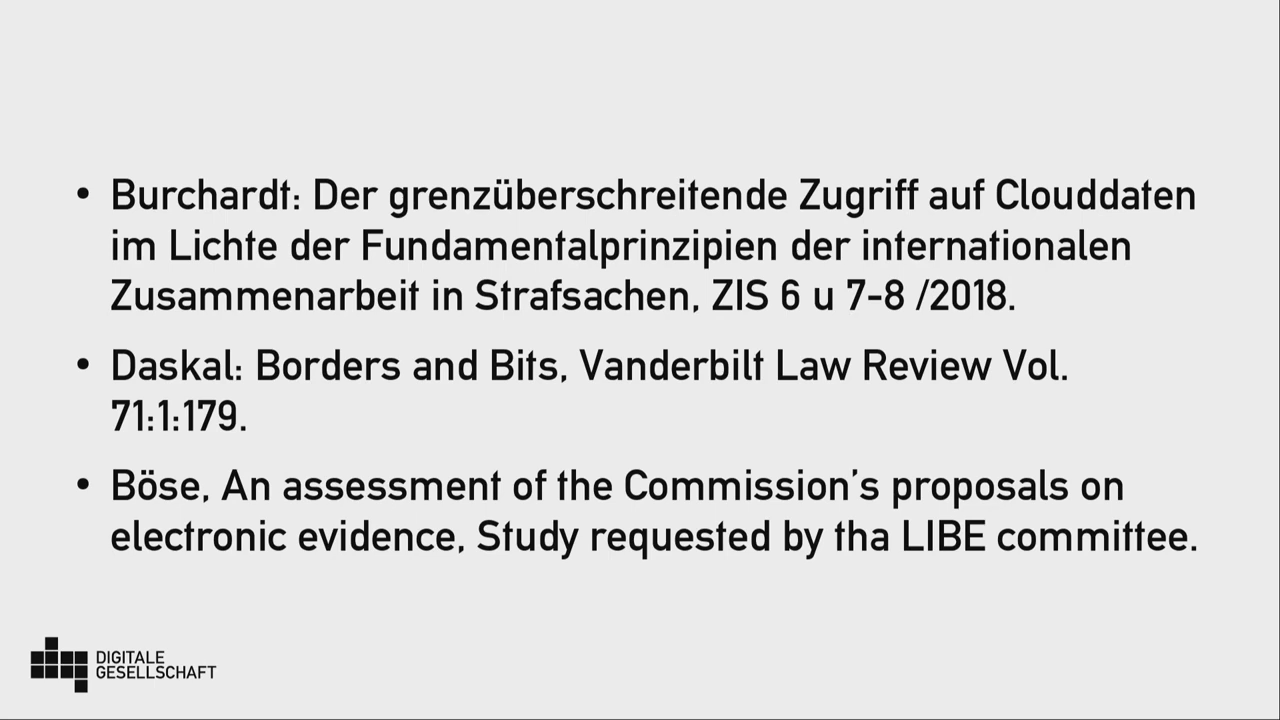 • Burchardt: Der grenzüberschreitende Zugriff auf Clouddaten
im Lichte der Fundamentalprinzipien der internationalen
Zusammenarbeit in Strafsachen, ZIS 6 u 7-8 /2018.
• Daskal: Borders and Bits, Vanderbilt Law Review Vol.
71:1:179.
• Böse, An assessment of the Commission's proposals on
electronic evidence, Study requested by tha LIBE committee.
DIGITALE
GESELLSCHAFT